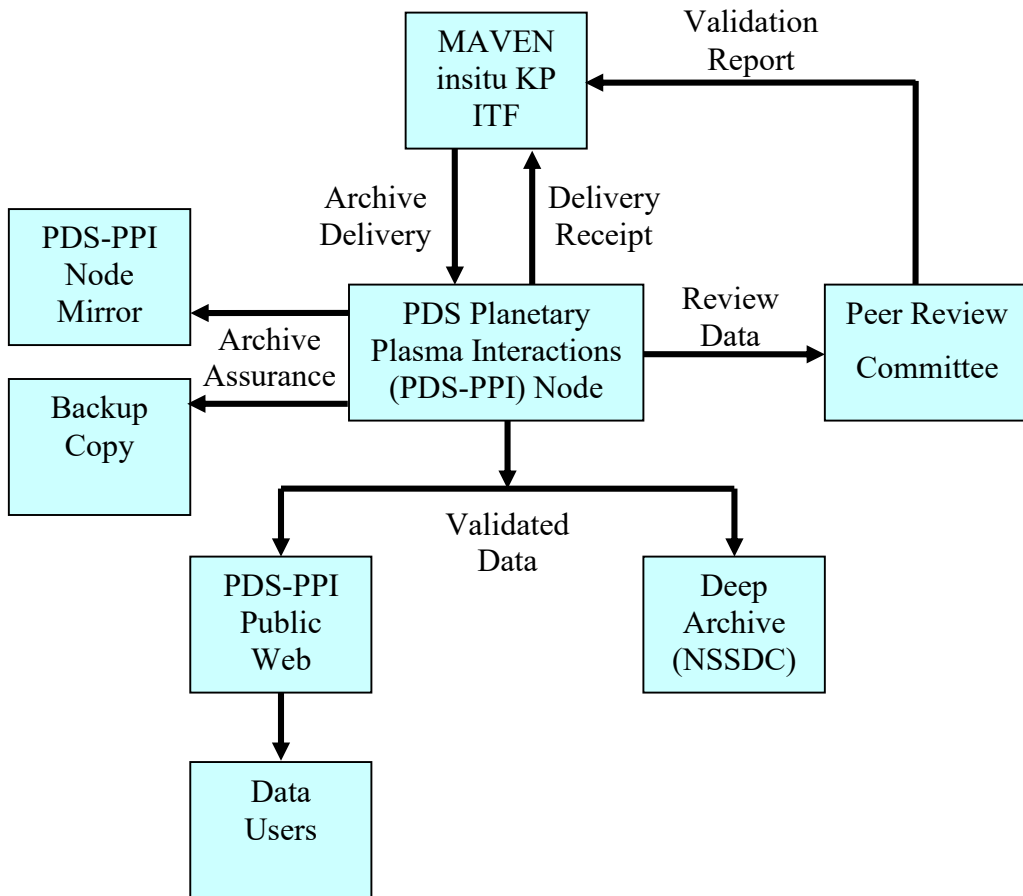 MAVEN
insitu KP
ITF
Validation
Report
Archive
Delivery
Delivery
Receipt
PDS-PPI
Node
Mirror
PDS Planetary
Plasma Interactions
(PDS-PPI) Node
Review
Data
Peer Review
Committee
Archive
Assurance
Backup
Copy
Validated
Data
PDS-PPI
Public
Web
Deep
Archive
(NSSDC)
Data
Users